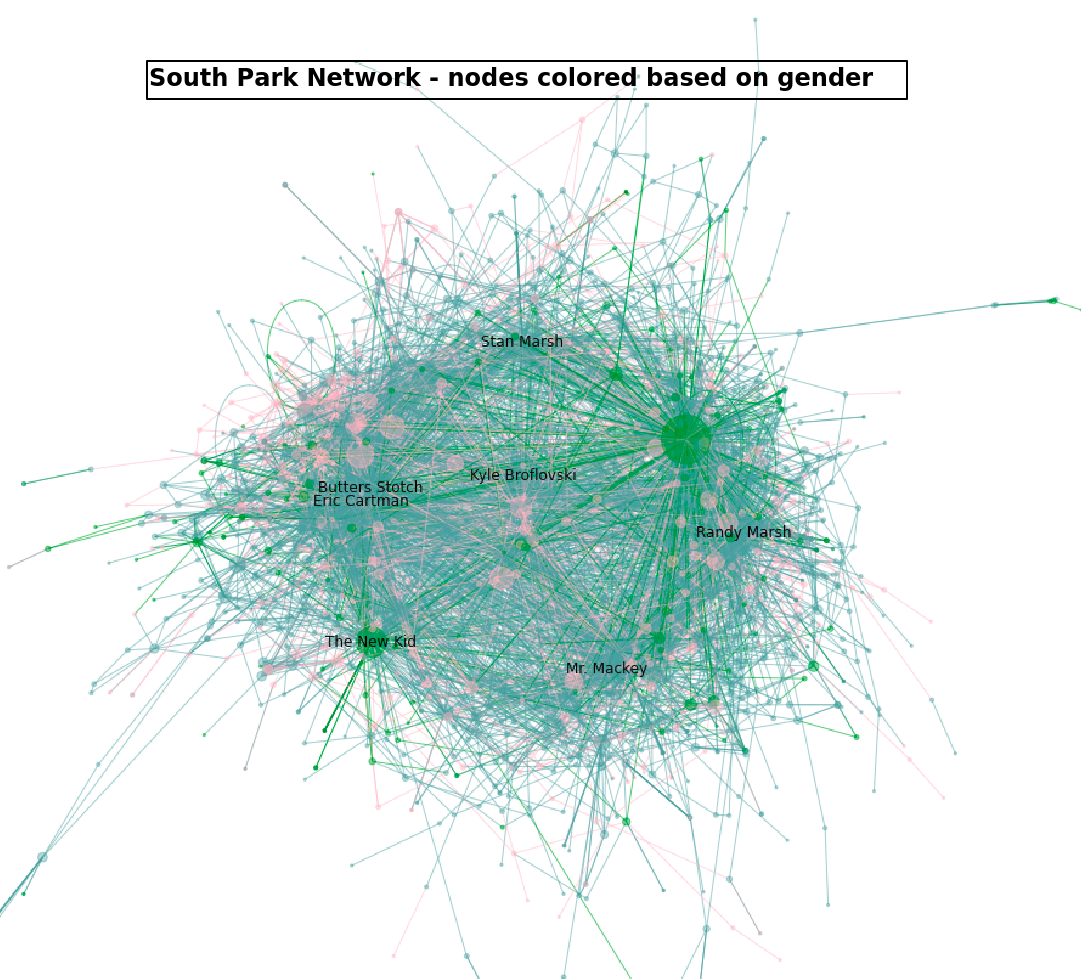 South Park Network - nodes colored based on gender
Stan Marsh
Kyle Broflovski
Butters Stotch
Eric Cartman
Randy Marsh
The New Kid
Mr. Mackey